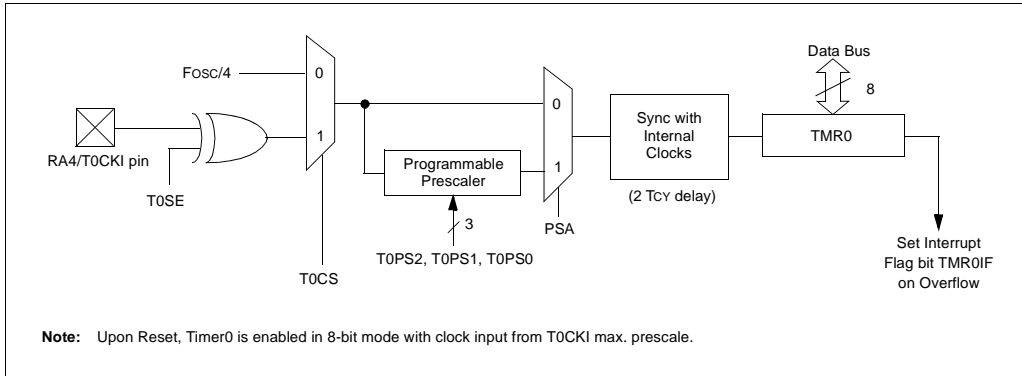 Data Bus
8
FOSC/4
0
1
RA4/T0CKI pin
T0SE
T0CS
Programmable
Prescaler
3
T0PS2, T0PS1, T0PS0
0
1
PSA
Sync with
Internal
Clocks
(2 TCY delay)
TMR0
Set Interrupt
Flag bit TMR0IF
on Overflow
Note: Upon Reset, Timer0 is enabled in 8-bit mode with clock input from T0CKI max. prescale.